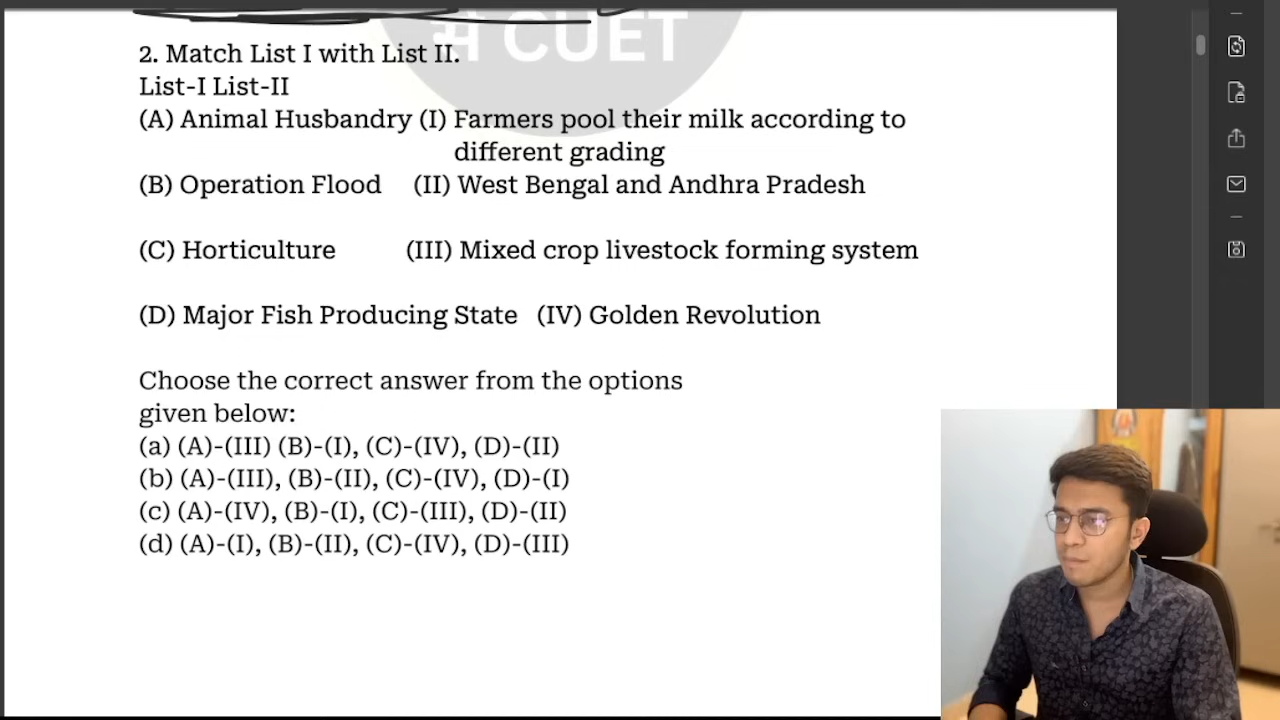 मे CUET
2. Match List I with List II.
List-I List-II
(A) Animal Husbandry (I) Farmers pool their milk according to
different grading
(B) Operation Flood (II) West Bengal and Andhra Pradesh
(C) Horticulture (III) Mixed crop livestock forming system
(D) Major Fish Producing State (IV) Golden Revolution
Choose the correct answer from the options
given below:
(a) (A)-(III) (B)-(I), (C)-(IV), (D)-(II)
(b) (A)-(III), (B)-(II), (C)-(IV), (D)-(I)
(c) (A)-(IV), (B)-(I), (C)-(III), (D)-(II)
(d) (A)-(I), (B)-(II), (C)-(IV), (D)-(III)